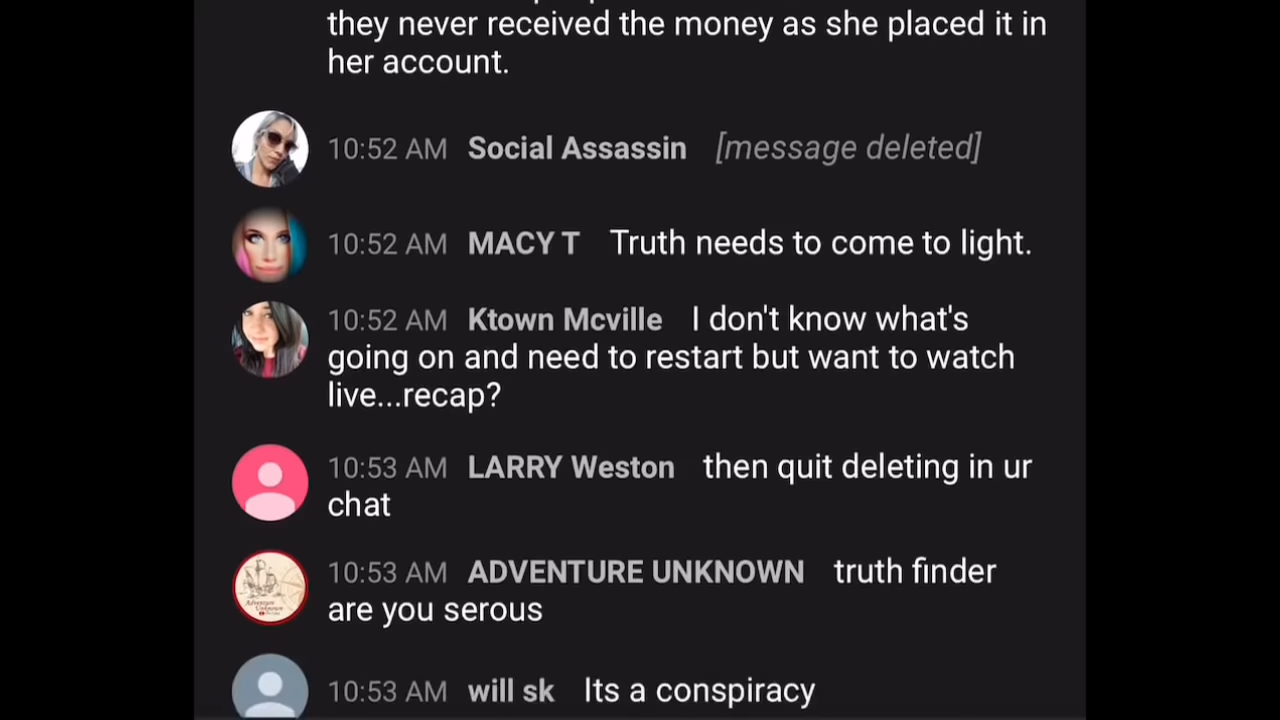 they never received the money as she placed it in
her account.
10:52 AM Social Assassin [message deleted]
10:52 AM MACY T Truth needs to come to light.
10:52 AM Ktown Mcville I don't know what's
going on and need to restart but want to watch
live...recap?
10:53 AM LARRY Weston then quit deleting in ur
chat
10:53 AM ADVENTURE UNKNOWN truth finder
are you serous
Adventure
Unknown
10:53 AM will sk Its a conspiracy